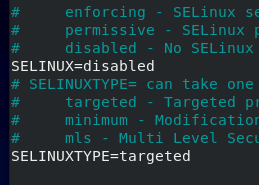 #     enforcing - SELinux se
#     permissive - SELinux p
#     disabled - No SELinux
SELINUX=disabled
# SELINUXTYPE= can take one
#     targeted - Targeted pr
#     minimum - Modification
#     mls - Multi Level Secu
SELINUXTYPE=targeted